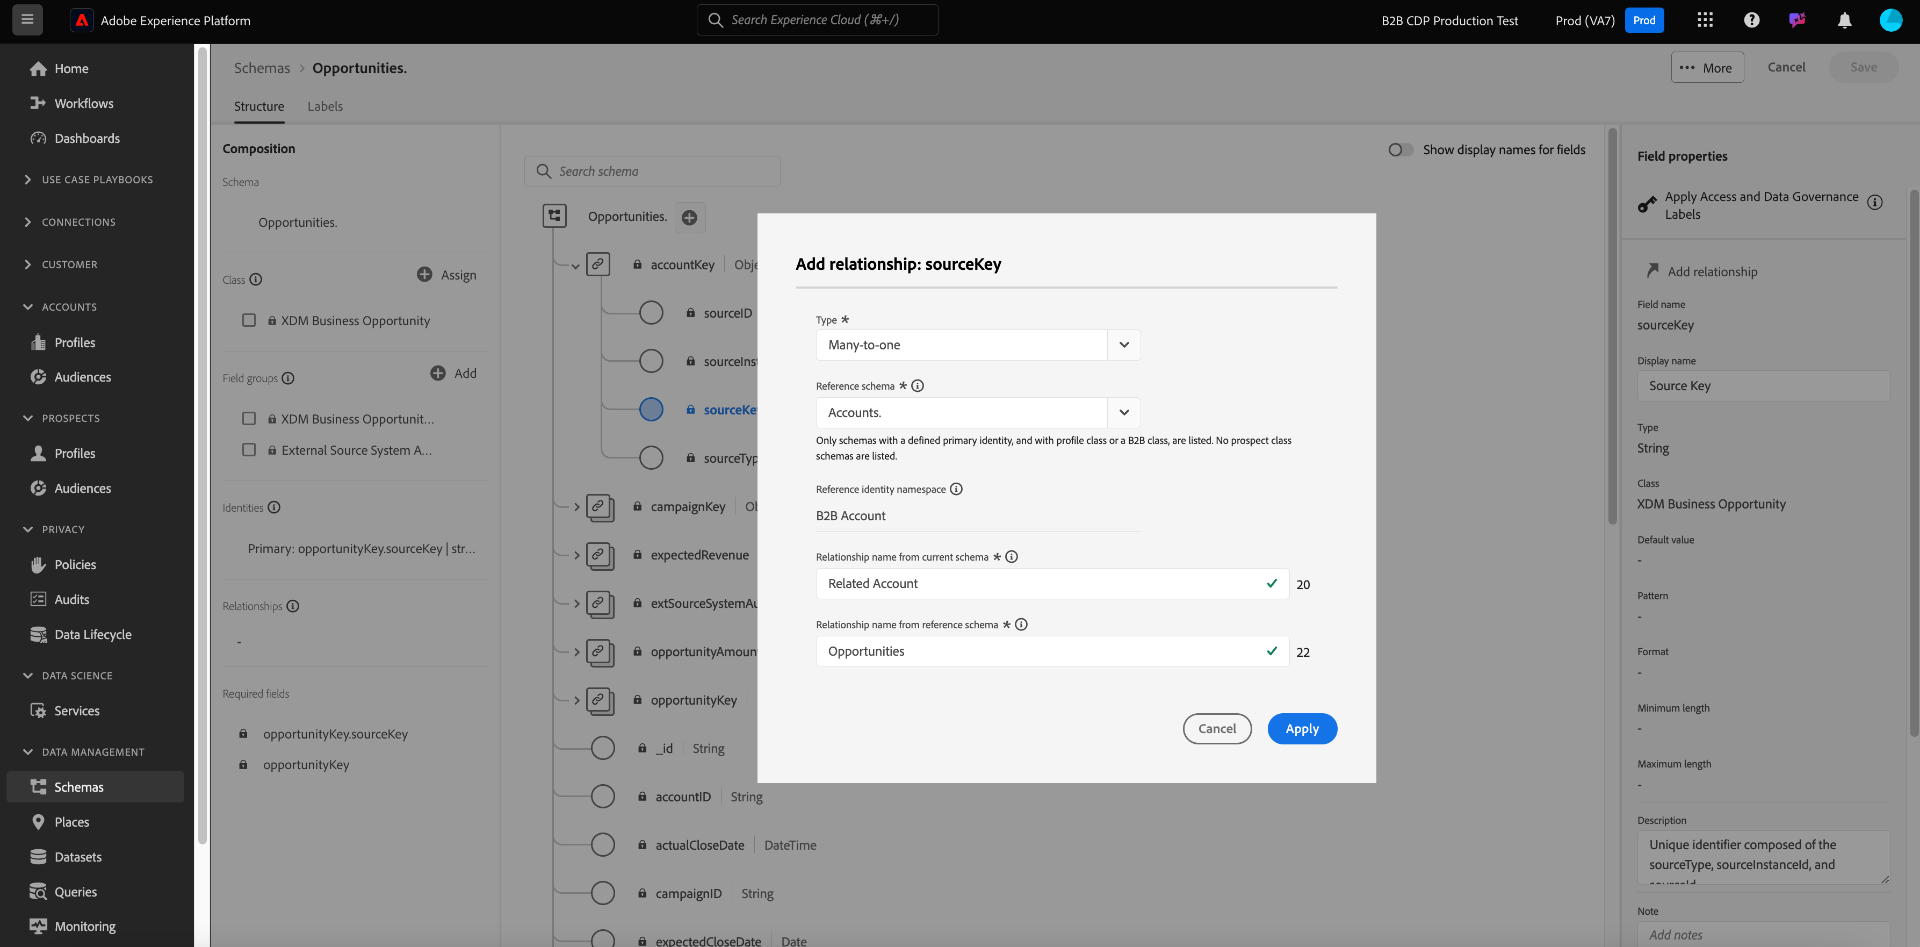 Adobe Experience Platform
Search Experience Cloud (⌘+/)
B2B CDP Production Test
Prod (VA7)
Prod
Home
Workflows
Dashboards
USE CASE PLAYBOOKS
CONNECTIONS
CUSTOMER
ACCOUNTS
Profiles
Audiences
PROSPECTS
Profiles
Audiences
PRIVACY
Policies
Audits
Data Lifecycle
DATA SCIENCE
Services
DATA MANAGEMENT
Schemas
Places
Datasets
Queries
Monitoring
Schemas > Opportunities.
••• More
Cancel
Save
Structure
Labels
Composition
Schema
Opportunities.
Class
Assign
XDM Business Opportunity
Field groups
Add
XDM Business Opportunit...
External Source System A...
Identities
Primary: opportunityKey.sourceKey | str...
Relationships
-
Required fields
opportunityKey.sourceKey
opportunityKey
Search schema
Show display names for fields
Opportunities.
accountKey | Obje
sourceID
sourceInst
sourceKe
sourceTyp
campaignKey | Ob
expectedRevenue
extSourceSystemAu
opportunityAmoun
opportunityKey
_id | String
accountID | String
actualCloseDate | DateTime
campaignID | String
expectedCloseDate | Date
Add relationship: sourceKey
Type *
Many-to-one
Reference schema *
Accounts.
Only schemas with a defined primary identity, and with profile class or a B2B class, are listed. No prospect class
schemas are listed.
Reference identity namespace
B2B Account
Relationship name from current schema *
Related Account
20
Relationship name from reference schema *
Opportunities
22
Cancel
Apply
Field properties
Apply Access and Data Governance
Labels
Add relationship
Field name
sourceKey
Display name
Source Key
Type
String
Class
XDM Business Opportunity
Default value
-
Pattern
-
Format
-
Minimum length
-
Maximum length
-
Description
Unique identifier composed of the
sourceType, sourceInstanceId, and
Note
Add notes